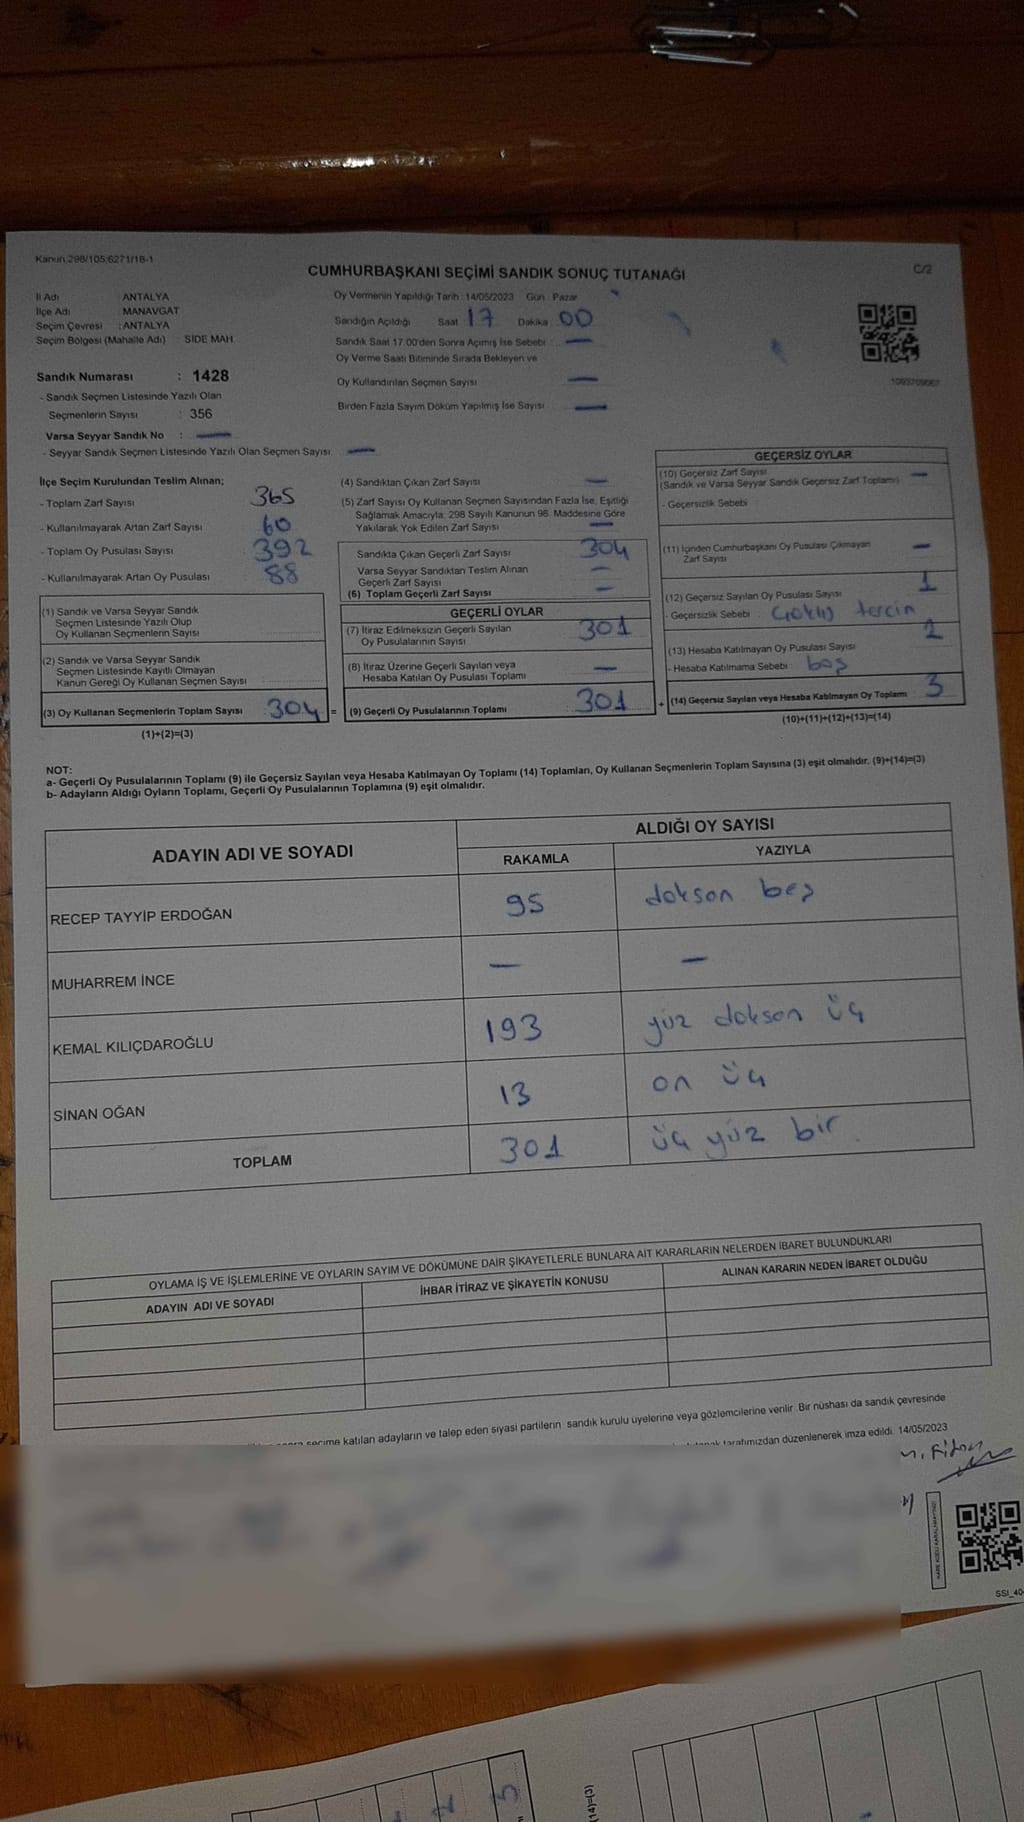 Kanun 298/105;6271/18-1
CUMHURBAŞKANI SEÇİMİ SANDIK SONUÇ TUTANAĞI
C/2
İl Adı : ANTALYA
İlçe Adı : MANAVGAT
Seçim Çevresi : ANTALYA
Seçim Bölgesi (Mahalle Adı) SİDE MAH.
Oy Vermenin Yapıldığı Tarih : 14/05/2023 Gün : Pazar
Sandığın Açıldığı Saat 17 Dakika 00
Sandık Saat 17.00'den Sonra Açımış İse Sebebi : —
Oy Verme Saati Bitiminde Sırada Bekleyen ve
Oy Kullandırılan Seçmen Sayısı —
Birden Fazla Sayım Döküm Yapılmış İse Sayısı —
Sandık Numarası : 1428
- Sandık Seçmen Listesinde Yazılı Olan
Seçmenlerin Sayısı : 356
Varsa Seyyar Sandık No : —
- Seyyar Sandık Seçmen Listesinde Yazılı Olan Seçmen Sayısı: —
İlçe Seçim Kurulundan Teslim Alınan;
- Toplam Zarf Sayısı 365
- Kullanılmayarak Artan Zarf Sayısı 60
- Toplam Oy Pusulası Sayısı 392
- Kullanılmayarak Artan Oy Pusulası 88
(1) Sandık ve Varsa Seyyar Sandık
Seçmen Listesinde Yazılı Olup
Oy Kullanan Seçmenlerin Sayısı
(2) Sandık ve Varsa Seyyar Sandık
Seçmen Listesinde Kayıtlı Olmayan
Kanun Gereği Oy Kullanan Seçmen Sayısı
(3) Oy Kullanan Seçmenlerin Toplam Sayısı 304 =
(1)+(2)=(3)
(4) Sandıktan Çıkan Zarf Sayısı —
(5) Zarf Sayısı Oy Kullanan Seçmen Sayısından Fazla İse, Eşitliği
Sağlamak Amacıyla; 298 Sayılı Kanunun 98. Maddesine Göre
Yakılarak Yok Edilen Zarf Sayısı —
Sandıkta Çıkan Geçerli Zarf Sayısı 304
Varsa Seyyar Sandıktan Teslim Alınan
Geçerli Zarf Sayısı —
(6) Toplam Geçerli Zarf Sayısı —
GEÇERLİ OYLAR
(7) İtiraz Edilmeksizin Geçerli Sayılan
Oy Pusulalarının Sayısı 301
(8) İtiraz Üzerine Geçerli Sayılan veya
Hesaba Katılan Oy Pusulası Toplamı —
(9) Geçerli Oy Pusulalarının Toplamı : 301 +
GEÇERSİZ OYLAR
(10) Geçersiz Zarf Sayısı —
(Sandık ve Varsa Seyyar Sandık Geçersiz Zarf Toplamı)
- Geçersizlik Sebebi
(11) İçinden Cumhurbaşkanı Oy Pusulası Çıkmayan
Zarf Sayısı —
(12) Geçersiz Sayılan Oy Pusulası Sayısı 1
- Geçersizlik Sebebi : tercin
(13) Hesaba Katılmayan Oy Pusulası Sayısı 2
- Hesaba Katılmama Sebebi : boş
(14) Geçersiz Sayılan veya Hesaba Katılmayan Oy Toplamı 3
(10)+(11)+(12)+(13)=(14)
NOT:
a- Geçerli Oy Pusulalarının Toplamı (9) ile Geçersiz Sayılan veya Hesaba Katılmayan Oy Toplamı (14) Toplamları, Oy Kullanan Seçmenlerin Toplam Sayısına (3) eşit olmalıdır. (9)+(14)=(3)
b- Adayların Aldığı Oyların Toplamı, Geçerli Oy Pusulalarının Toplamına (9) eşit olmalıdır.
ADAYIN ADI VE SOYADI
ALDIĞI OY SAYISI
RAKAMLA YAZIYLA
RECEP TAYYİP ERDOĞAN 95 dokson beş
MUHARREM İNCE — —
KEMAL KILIÇDAROĞLU 193 yüz dokson üç
SİNAN OĞAN 13 on üç
TOPLAM 301 üç yüz bir
OYLAMA İŞ VE İŞLEMLERİNE VE OYLARIN SAYIM VE DÖKÜMÜNE DAİR ŞİKAYETLERLE BUNLARA AİT KARARLARIN NELERDEN İBARET BULUNDUKLARI
ADAYIN ADI VE SOYADI İHBAR İTİRAZ VE ŞİKAYETİN KONUSU ALINAN KARARIN NEDEN İBARET OLDUĞU
seçime katılan adayların ve talep eden siyasi partilerin sandık kurulu üyelerine veya gözlemcilerine verilir. Bir nüshası da sandık çevresinde
tarafımızdan düzenlenerek imza edildi. 14/05/2023
SSI_40
(14)=(3)